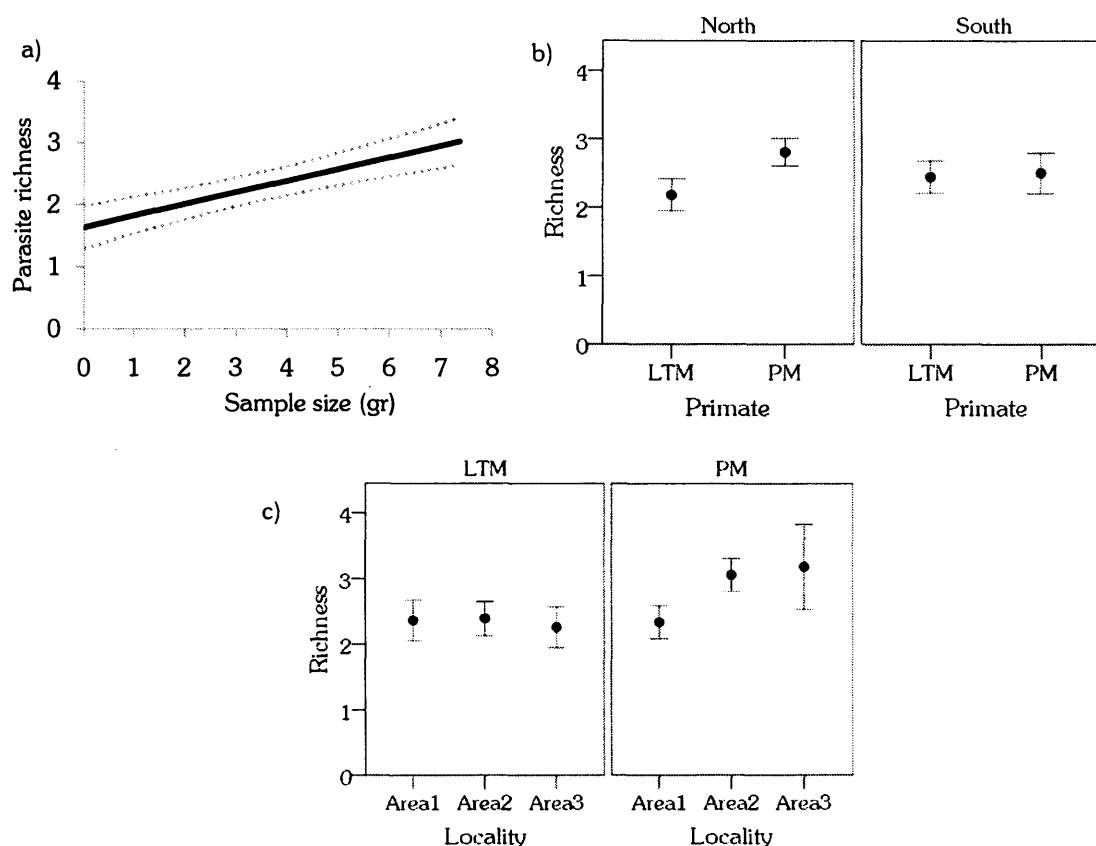 a)
Parasite richness
4
3
2
1
0
0 1 2 3 4 5 6 7 8
Sample size (gr)
b)
North South
Richness
4
3
2
1
0
LTM PM LTM PM
Primate Primate
c)
LTM PM
Richness
4
3
2
1
0
Area1 Area2 Area3 Area1 Area2 Area3
Locality Locality